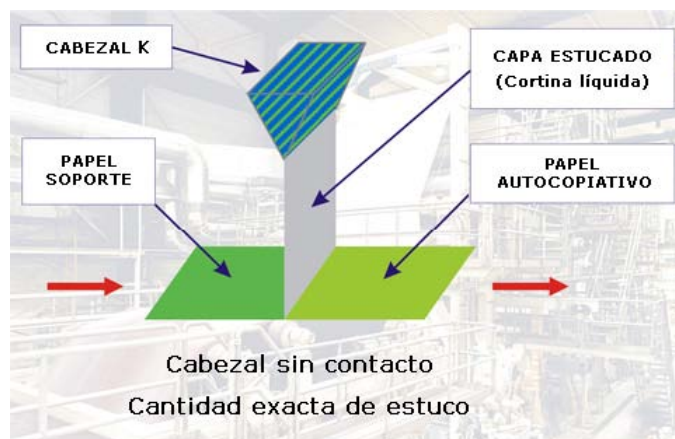 CABEZAL K
CAPA ESTUCADO
(Cortina líquida)
PAPEL
SOPORTE
PAPEL
AUTOCOPIATIVO
Cabezal sin contacto
Cantidad exacta de estuco